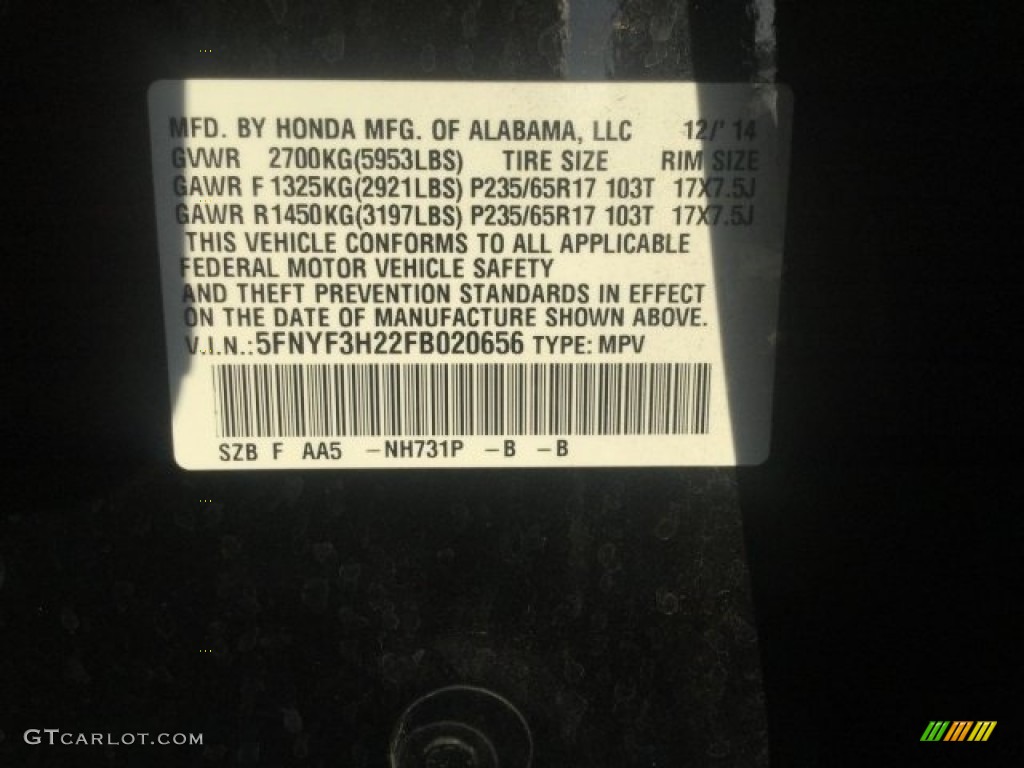 MFD. BY HONDA MFG. OF ALABAMA, LLC 12/' 14
GVWR 2700KG(5953LBS) TIRE SIZE RIM SIZE
GAWR F 1325KG(2921LBS) P235/65R17 103T 17X7.5J
GAWR R1450KG(3197LBS) P235/65R17 103T 17X7.5J
THIS VEHICLE CONFORMS TO ALL APPLICABLE
FEDERAL MOTOR VEHICLE SAFETY
AND THEFT PREVENTION STANDARDS IN EFFECT
ON THE DATE OF MANUFACTURE SHOWN ABOVE.
V.I.N.:5FNYF3H22FB020656 TYPE: MPV
SZB F AA5 -NH731P -B -B
GTCARLOT.COM